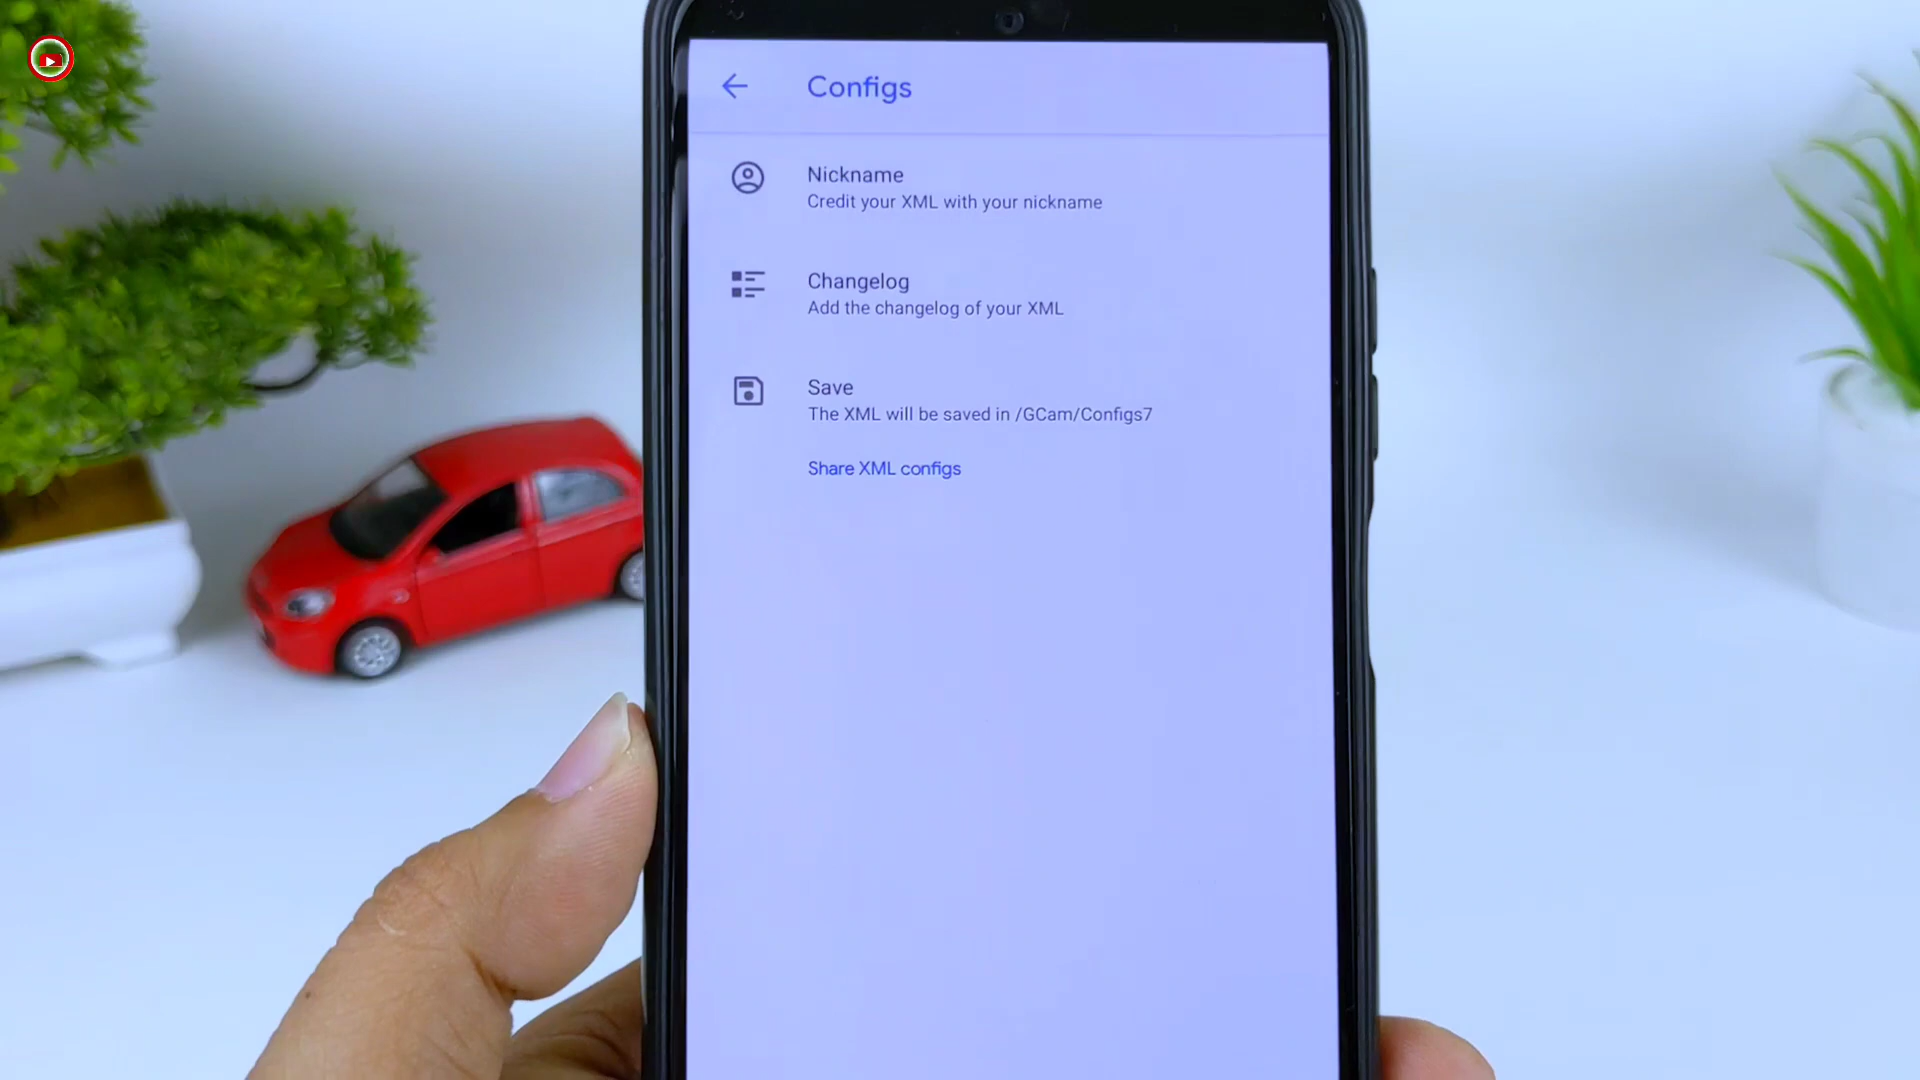 Configs
Nickname
Credit your XML with your nickname
Changelog
Add the changelog of your XML
Save
The XML will be saved in /GCam/Configs7
Share XML configs